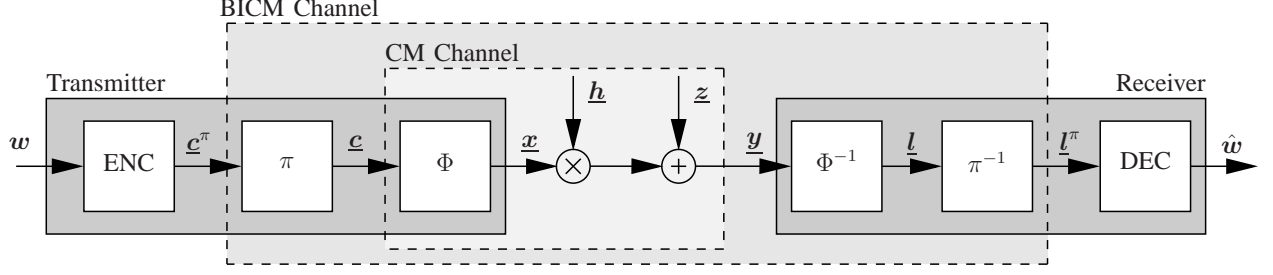 BICM Channel
CM Channel
Transmitter
Receiver
w ENC c^π π c Φ x h × z + y Φ⁻¹ l π⁻¹ l^π DEC ŵ